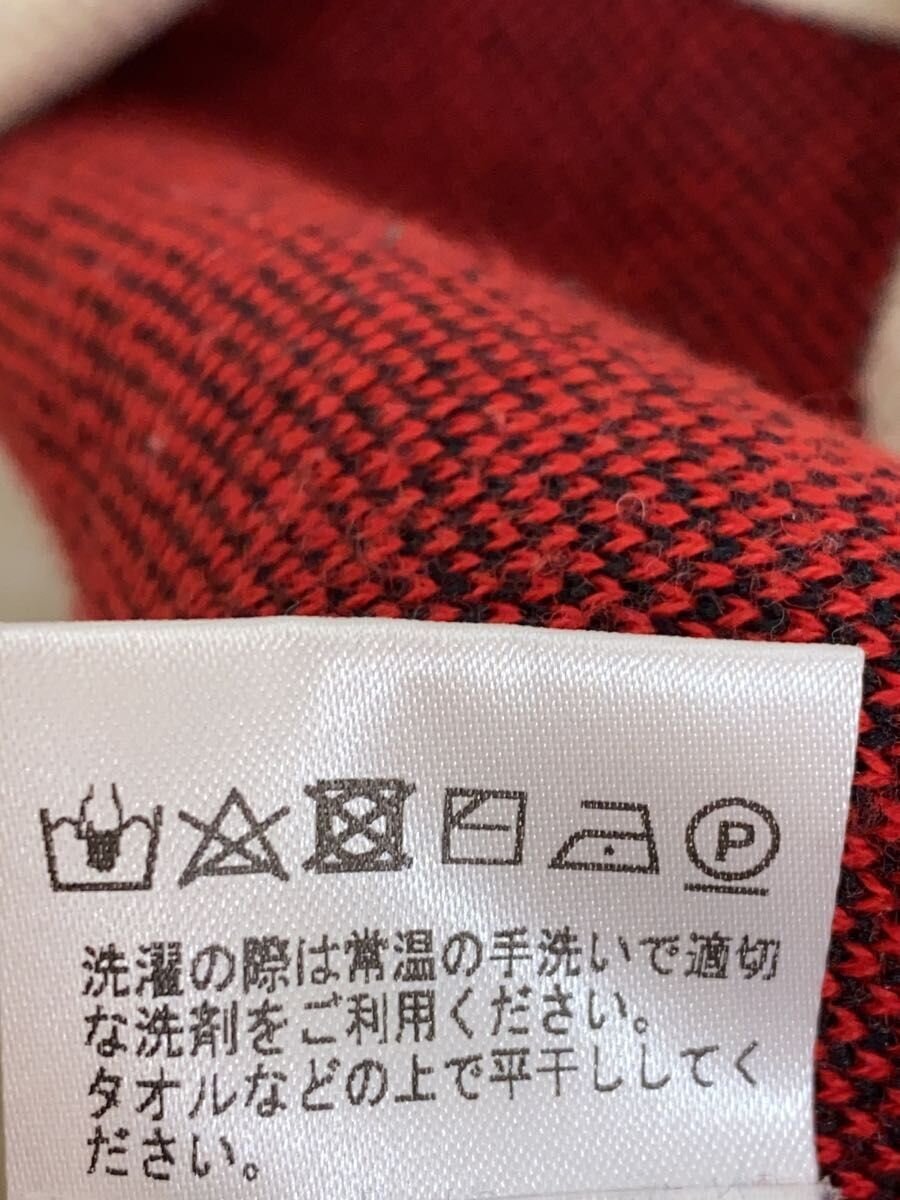 P
洗濯の際は常温の手洗いで適切
な洗剤をご利用ください。
タオルなどの上で平干ししてく
ださい。